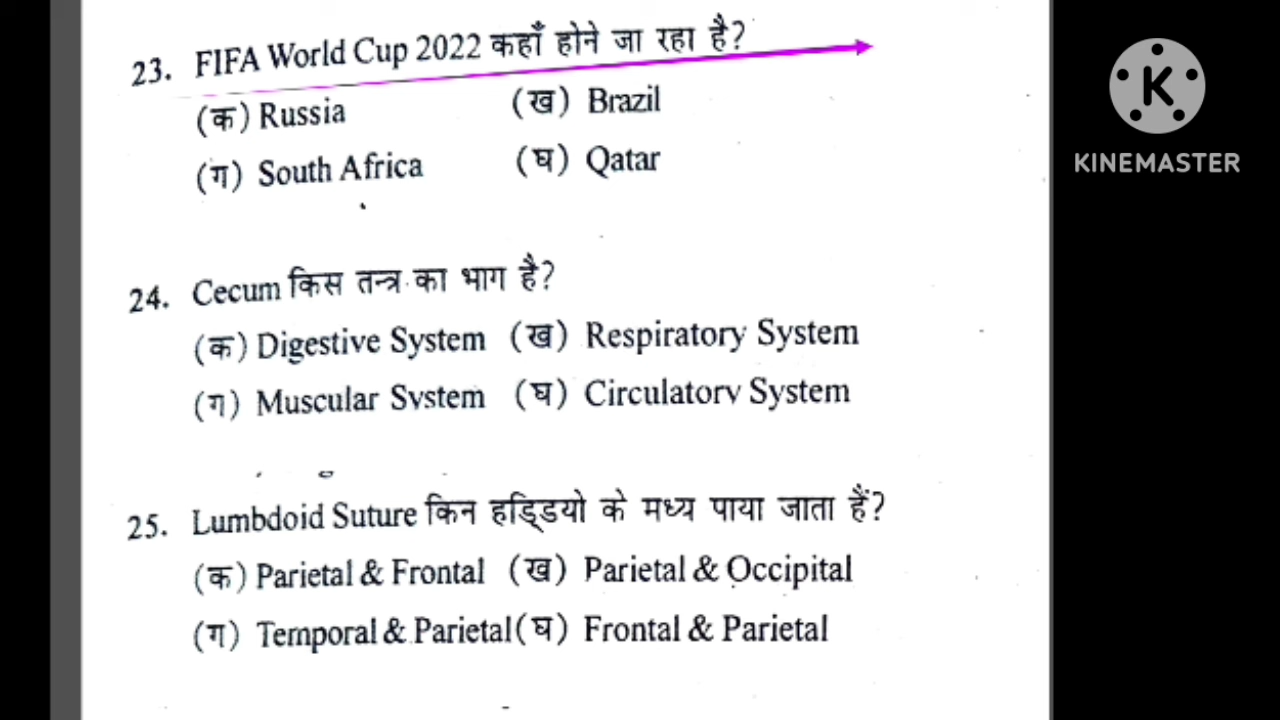 23. FIFA World Cup 2022 कहाँ होने जा रहा है?
(क) Russia (ख) Brazil
(ग) South Africa (घ) Qatar
24. Cecum किस तन्त्र का भाग है?
(क) Digestive System (ख) Respiratory System
(ग) Muscular System (घ) Circulatory System
25. Lumbdoid Suture किन हड्डियो के मध्य पाया जाता हैं?
(क) Parietal & Frontal (ख) Parietal & Occipital
(ग) Temporal & Parietal (घ) Frontal & Parietal
K
KINEMASTER